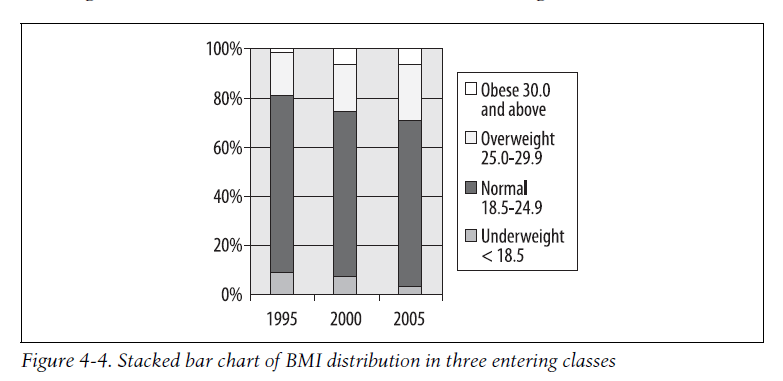 100%
80%
60%
40%
20%
0%
1995 2000 2005
Obese 30.0
and above
Overweight
25.0-29.9
Normal
18.5-24.9
Underweight
< 18.5
Figure 4-4. Stacked bar chart of BMI distribution in three entering classes